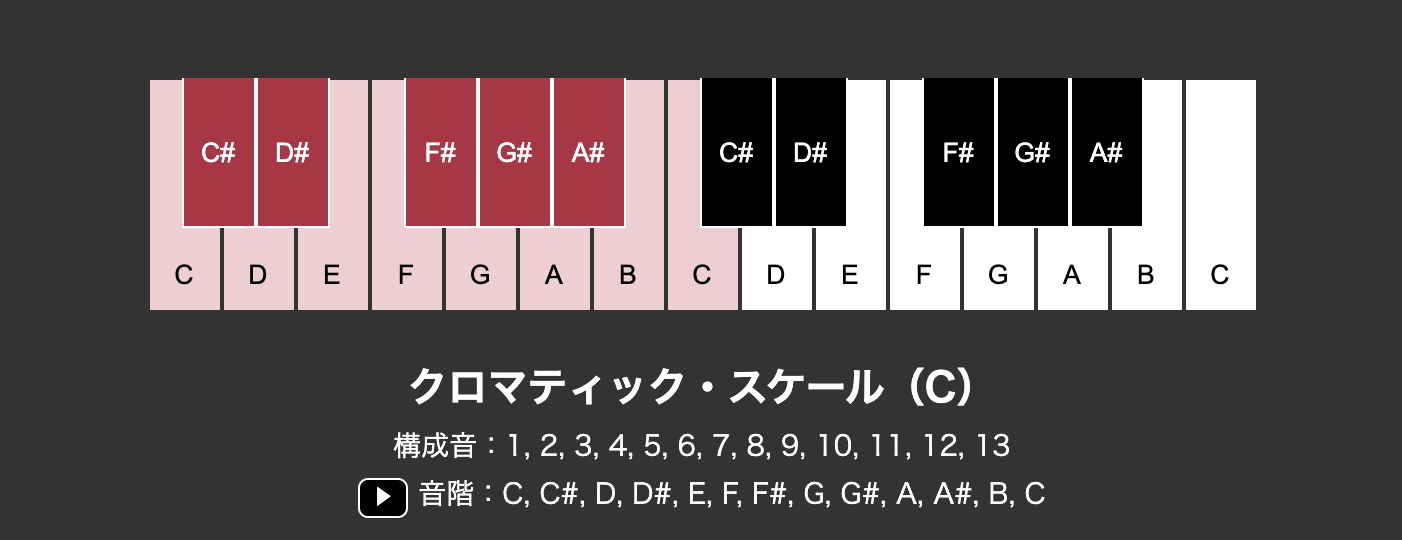 C# D# F# G# A# C# D# F# G# A#
C D E F G A B C D E F G A B C
クロマティック・スケール（C）
構成音：1, 2, 3, 4, 5, 6, 7, 8, 9, 10, 11, 12, 13
音階：C, C#, D, D#, E, F, F#, G, G#, A, A#, B, C